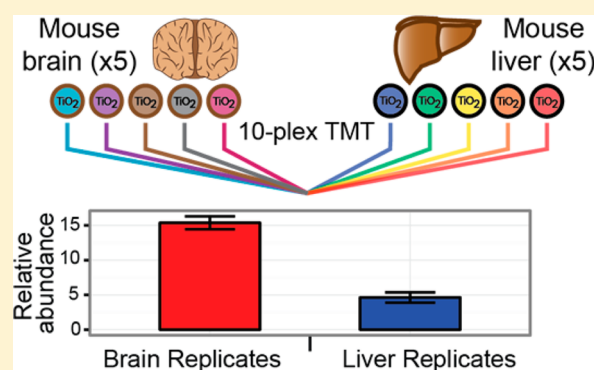 Mouse
brain (x5)
Mouse
liver (x5)
TiO2 TiO2 TiO2 TiO2 TiO2
TiO2 TiO2 TiO2 TiO2 TiO2
10-plex TMT
Relative
abundance
15
10
5
0
Brain Replicates
Liver Replicates